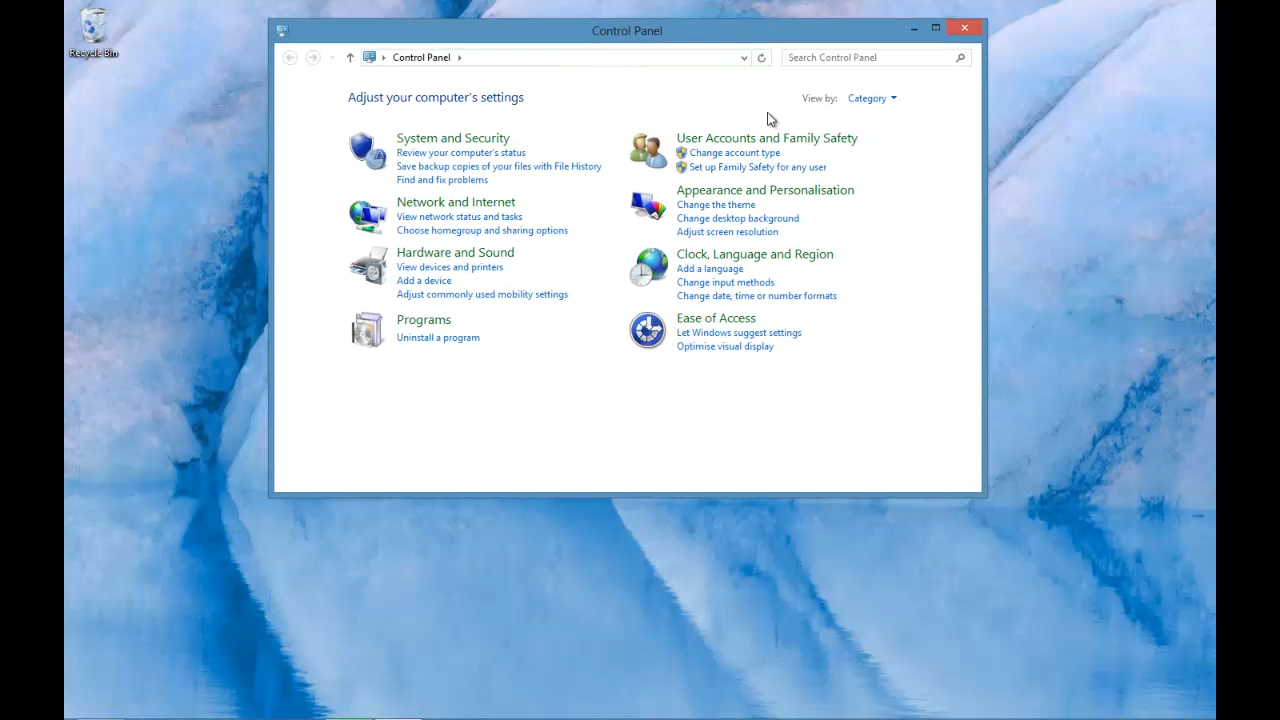 Recycle Bin
Control Panel
Control Panel
Search Control Panel
Adjust your computer's settings
View by: Category
System and Security
Review your computer's status
Save backup copies of your files with File History
Find and fix problems
Network and Internet
View network status and tasks
Choose homegroup and sharing options
Hardware and Sound
View devices and printers
Add a device
Adjust commonly used mobility settings
Programs
Uninstall a program
User Accounts and Family Safety
Change account type
Set up Family Safety for any user
Appearance and Personalisation
Change the theme
Change desktop background
Adjust screen resolution
Clock, Language and Region
Add a language
Change input methods
Change date, time or number formats
Ease of Access
Let Windows suggest settings
Optimise visual display